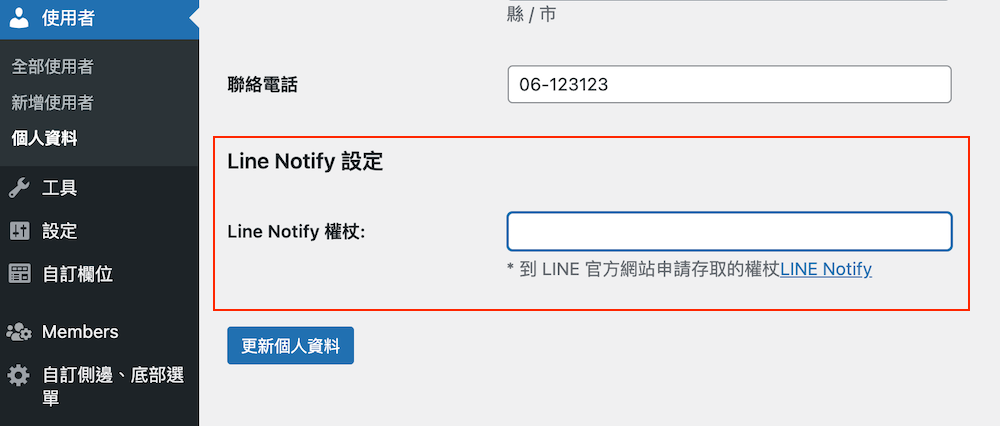 使用者
全部使用者
新增使用者
個人資料
工具
設定
自訂欄位
Members
自訂側邊、底部選
單
縣 / 市
聯絡電話
06-123123
Line Notify 設定
Line Notify 權杖:
* 到 LINE 官方網站申請存取的權杖LINE Notify
更新個人資料